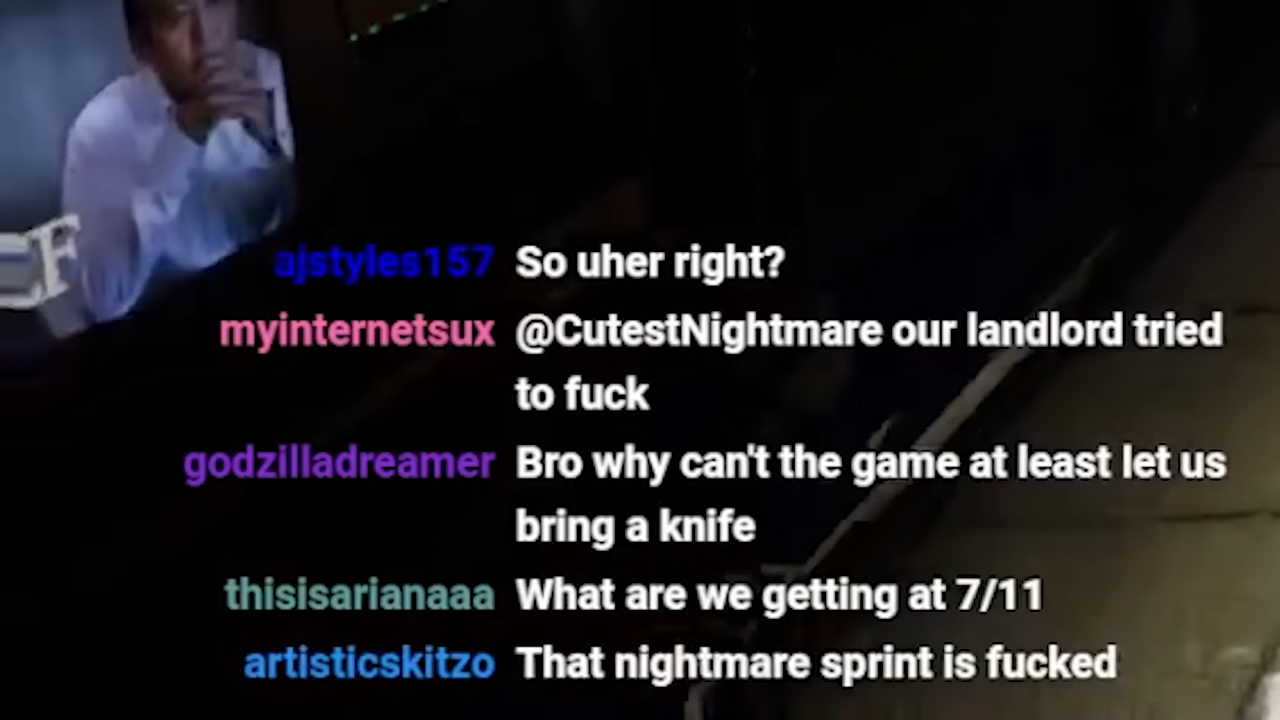 ajstyles157 So uher right?
myinternetsux @CutestNightmare our landlord tried
to fuck
godzilladreamer Bro why can't the game at least let us
bring a knife
thisisarianaaa What are we getting at 7/11
artisticskitzo That nightmare sprint is fucked